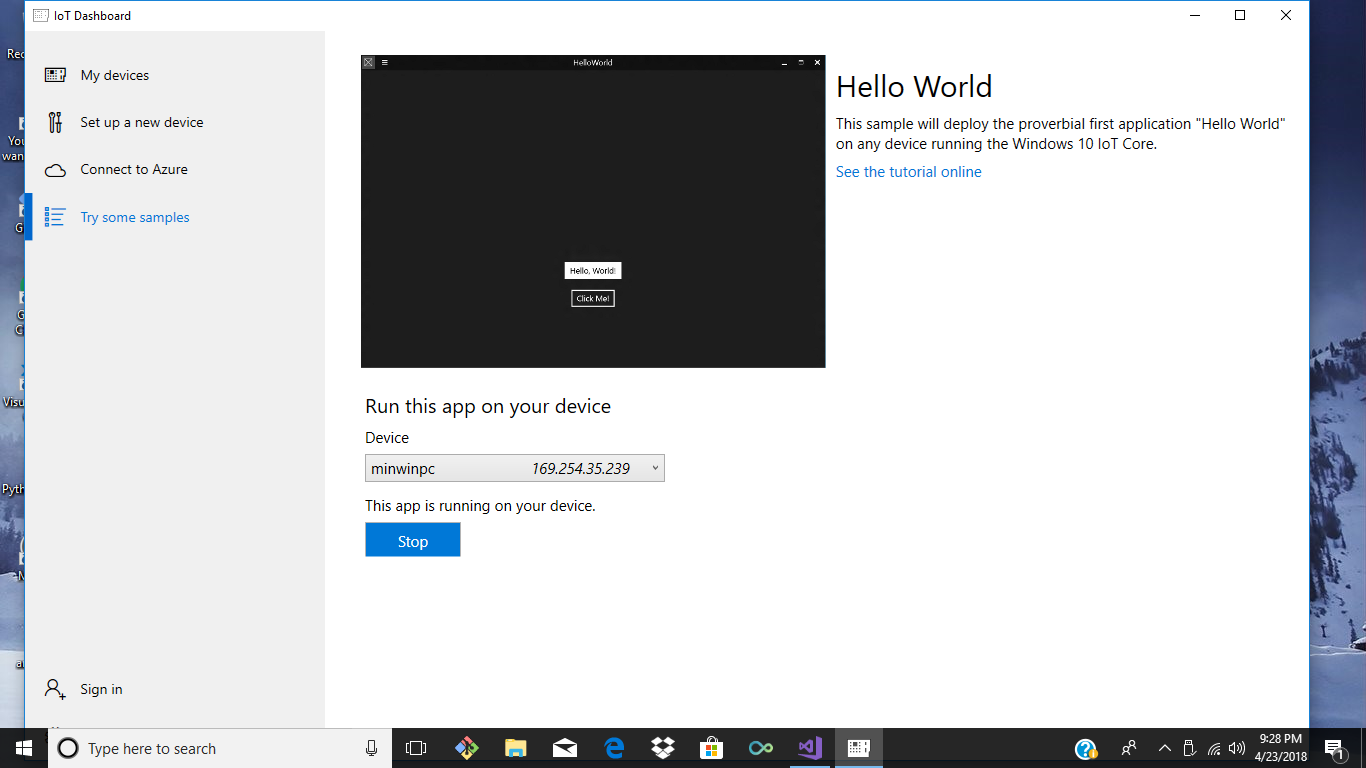 IoT Dashboard
My devices
Set up a new device
Connect to Azure
Try some samples
Sign in
HelloWorld
Hello, World!
Click Me!
Hello World
This sample will deploy the proverbial first application "Hello World"
on any device running the Windows 10 IoT Core.
See the tutorial online
Run this app on your device
Device
minwinpc 169.254.35.239
This app is running on your device.
Stop
Type here to search
9:28 PM
4/23/2018
1